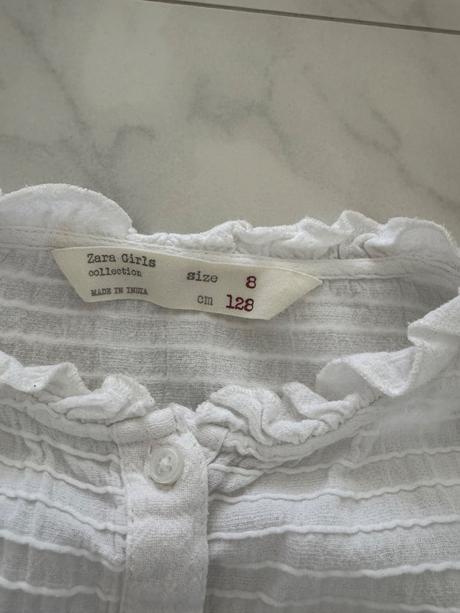 Zara Girls
collection
MADE IN INDIA
size 8
cm 128